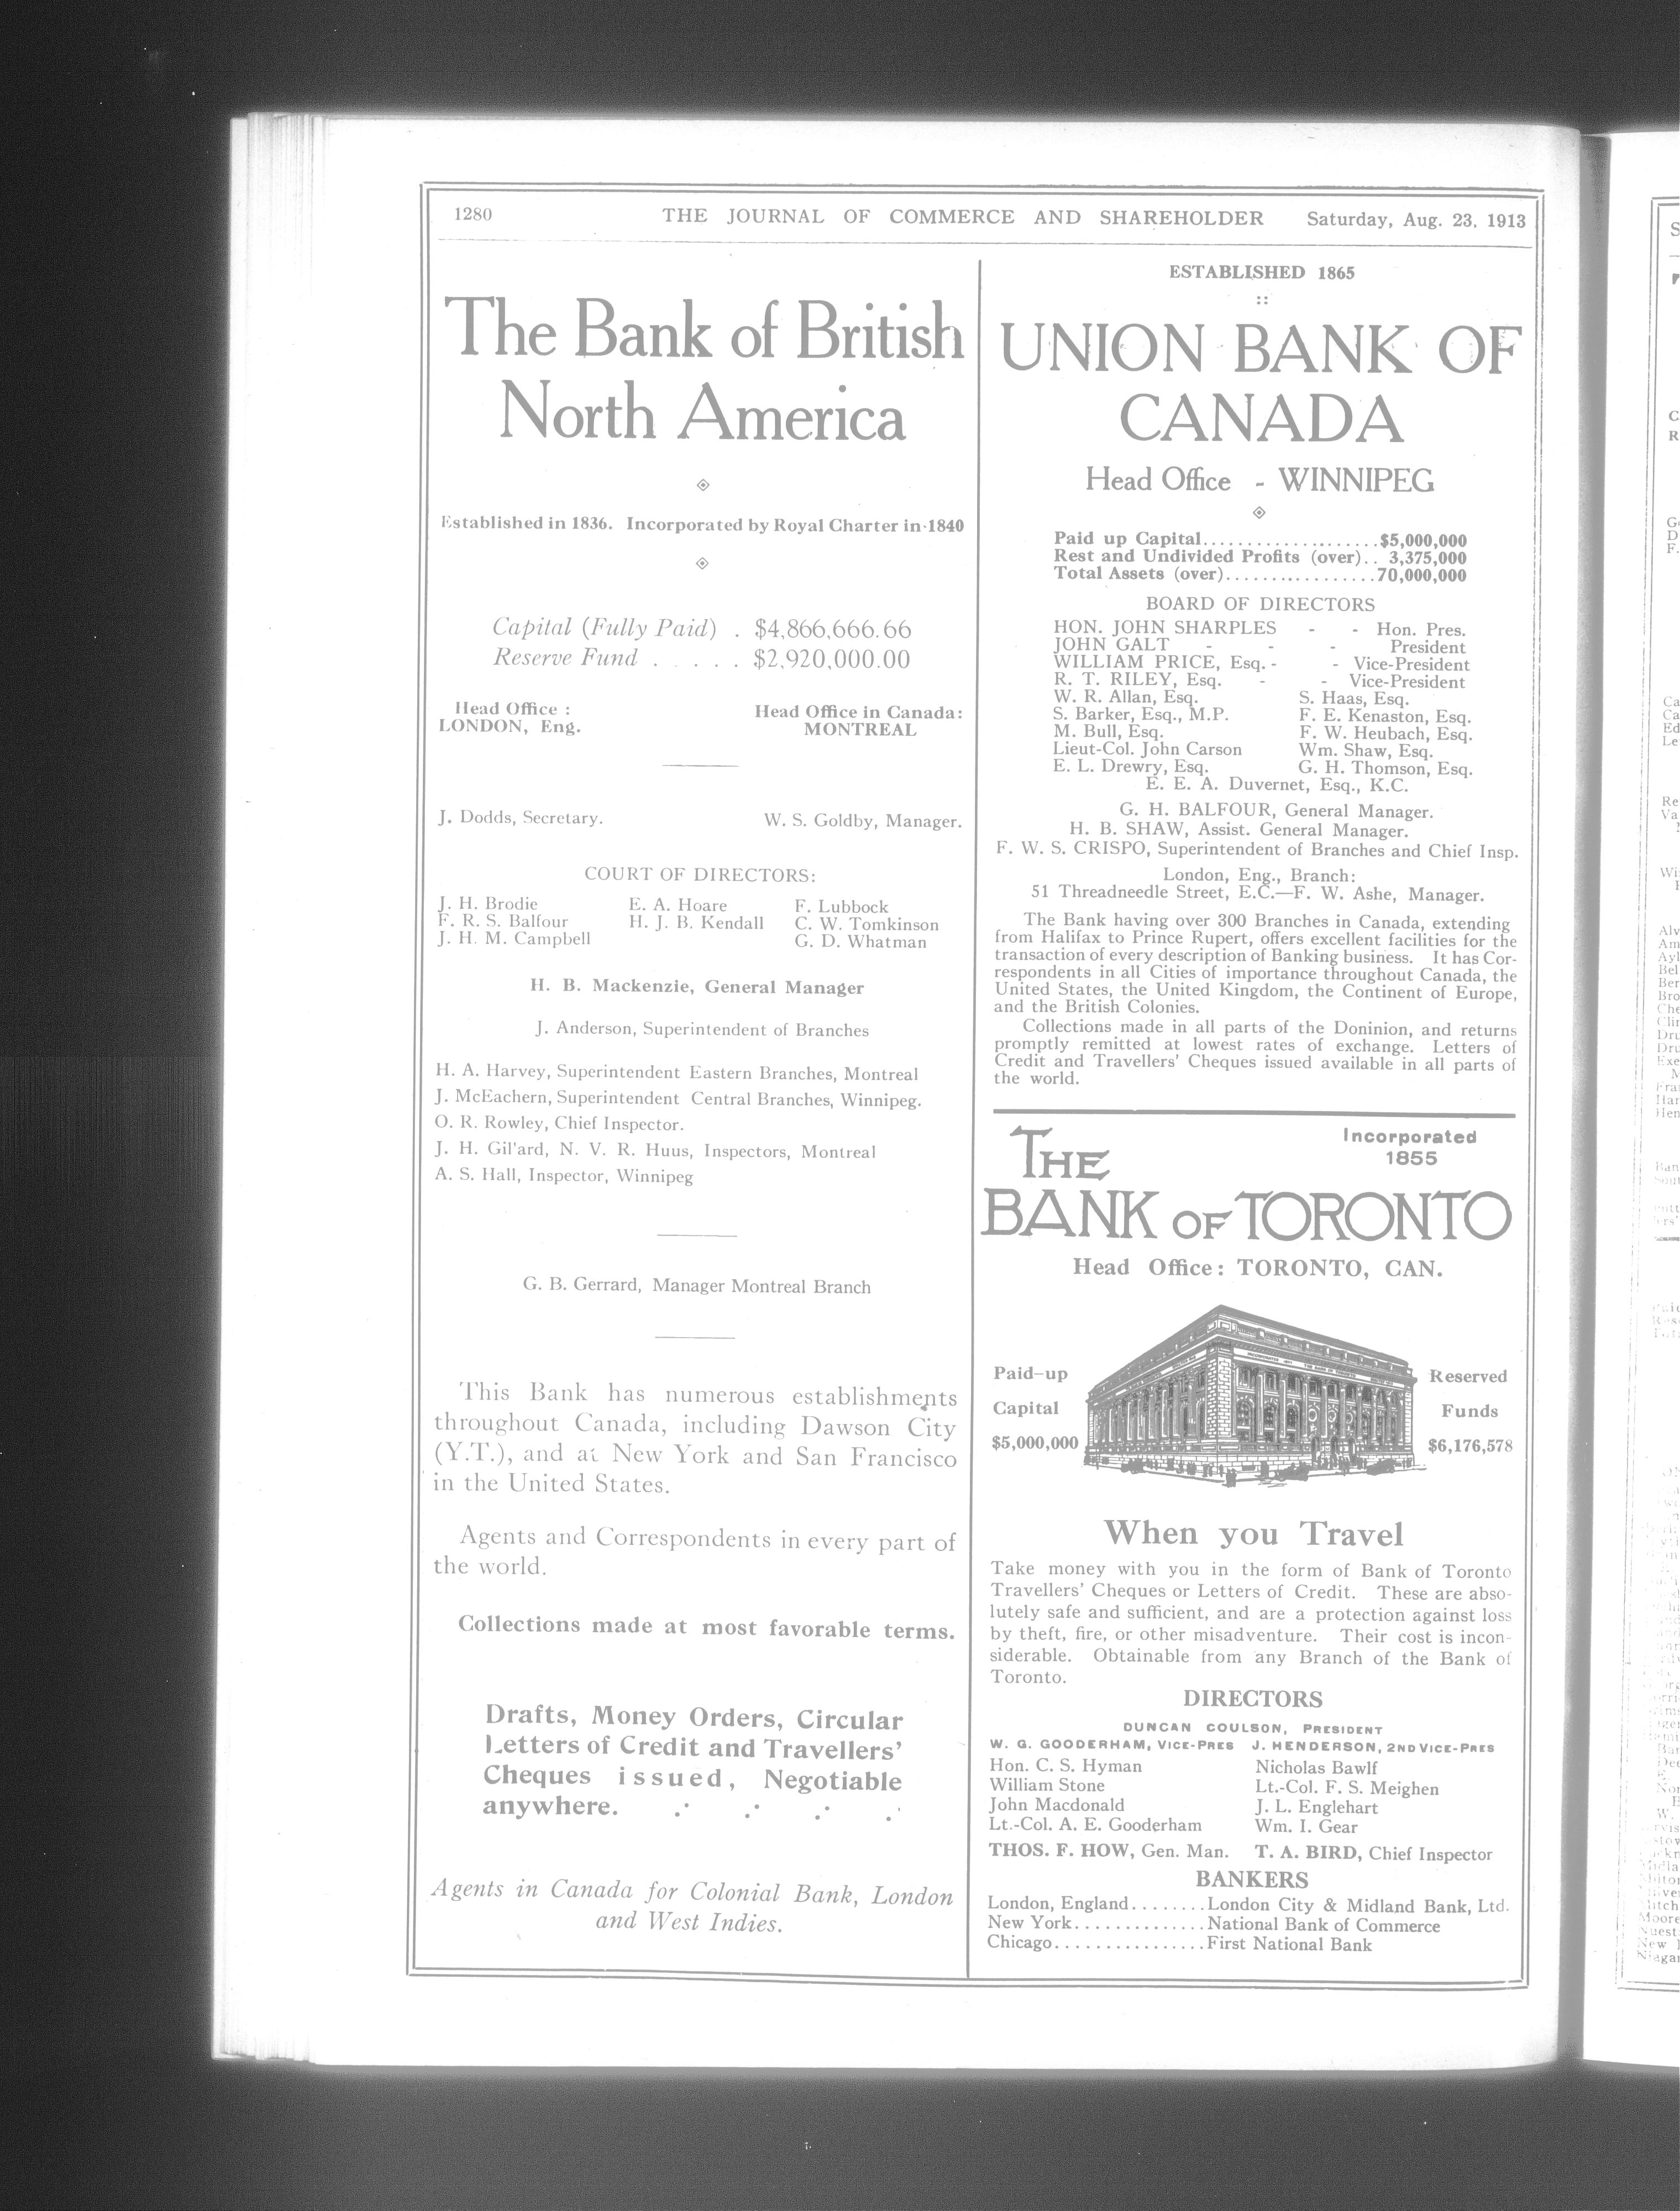 1280 THE JOURNAL OF COMMERCE AND SHAREHOLDER Saturday, Aug. 23, 1913
The Bank of British
North America
Established in 1836. Incorporated by Royal Charter in 1840
Capital (Fully Paid) . $4,866,666.66
Reserve Fund . . . . . $2,920,000.00
Head Office :
LONDON, Eng.
Head Office in Canada:
MONTREAL
J. Dodds, Secretary. W. S. Goldby, Manager.
COURT OF DIRECTORS:
J. H. Brodie E. A. Hoare F. Lubbock
F. R. S. Balfour H. J. B. Kendall C. W. Tomkinson
J. H. M. Campbell G. D. Whatman
H. B. Mackenzie, General Manager
J. Anderson, Superintendent of Branches
H. A. Harvey, Superintendent Eastern Branches, Montreal
J. McEachern, Superintendent Central Branches, Winnipeg.
O. R. Rowley, Chief Inspector.
J. H. Gil'ard, N. V. R. Huus, Inspectors, Montreal
A. S. Hall, Inspector, Winnipeg
G. B. Gerrard, Manager Montreal Branch
This Bank has numerous establishments
throughout Canada, including Dawson City
(Y.T.), and at New York and San Francisco
in the United States.
Agents and Correspondents in every part of
the world.
Collections made at most favorable terms.
Drafts, Money Orders, Circular
Letters of Credit and Travellers'
Cheques issued, Negotiable
anywhere.
Agents in Canada for Colonial Bank, London
and West Indies.
ESTABLISHED 1865
::
UNION BANK OF
CANADA
Head Office - WINNIPEG
Paid up Capital.....................$5,000,000
Rest and Undivided Profits (over).. 3,375,000
Total Assets (over)..................70,000,000
BOARD OF DIRECTORS
HON. JOHN SHARPLES - - Hon. Pres.
JOHN GALT - - - President
WILLIAM PRICE, Esq. - - Vice-President
R. T. RILEY, Esq. - - Vice-President
W. R. Allan, Esq. S. Haas, Esq.
S. Barker, Esq., M.P. F. E. Kenaston, Esq.
M. Bull, Esq. F. W. Heubach, Esq.
Lieut-Col. John Carson Wm. Shaw, Esq.
E. L. Drewry, Esq. G. H. Thomson, Esq.
E. E. A. Duvernet, Esq., K.C.
G. H. BALFOUR, General Manager.
H. B. SHAW, Assist. General Manager.
F. W. S. CRISPO, Superintendent of Branches and Chief Insp.
London, Eng., Branch:
51 Threadneedle Street, E.C.—F. W. Ashe, Manager.
The Bank having over 300 Branches in Canada, extending
from Halifax to Prince Rupert, offers excellent facilities for the
transaction of every description of Banking business. It has Cor-
respondents in all Cities of importance throughout Canada, the
United States, the United Kingdom, the Continent of Europe,
and the British Colonies.
Collections made in all parts of the Doninion, and returns
promptly remitted at lowest rates of exchange. Letters of
Credit and Travellers' Cheques issued available in all parts of
the world.
THE
Incorporated
1855
BANK OF TORONTO
Head Office: TORONTO, CAN.
Paid-up
Capital
$5,000,000
Reserved
Funds
$6,176,578
When you Travel
Take money with you in the form of Bank of Toronto
Travellers' Cheques or Letters of Credit. These are abso-
lutely safe and sufficient, and are a protection against loss
by theft, fire, or other misadventure. Their cost is incon-
siderable. Obtainable from any Branch of the Bank of
Toronto.
DIRECTORS
DUNCAN COULSON, PRESIDENT
W. G. GOODERHAM, VICE-PRES J. HENDERSON, 2ND VICE-PRES
Hon. C. S. Hyman Nicholas Bawlf
William Stone Lt.-Col. F. S. Meighen
John Macdonald J. L. Englehart
Lt.-Col. A. E. Gooderham Wm. I. Gear
THOS. F. HOW, Gen. Man. T. A. BIRD, Chief Inspector
BANKERS
London, England........London City & Midland Bank, Ltd.
New York..............National Bank of Commerce
Chicago................First National Bank